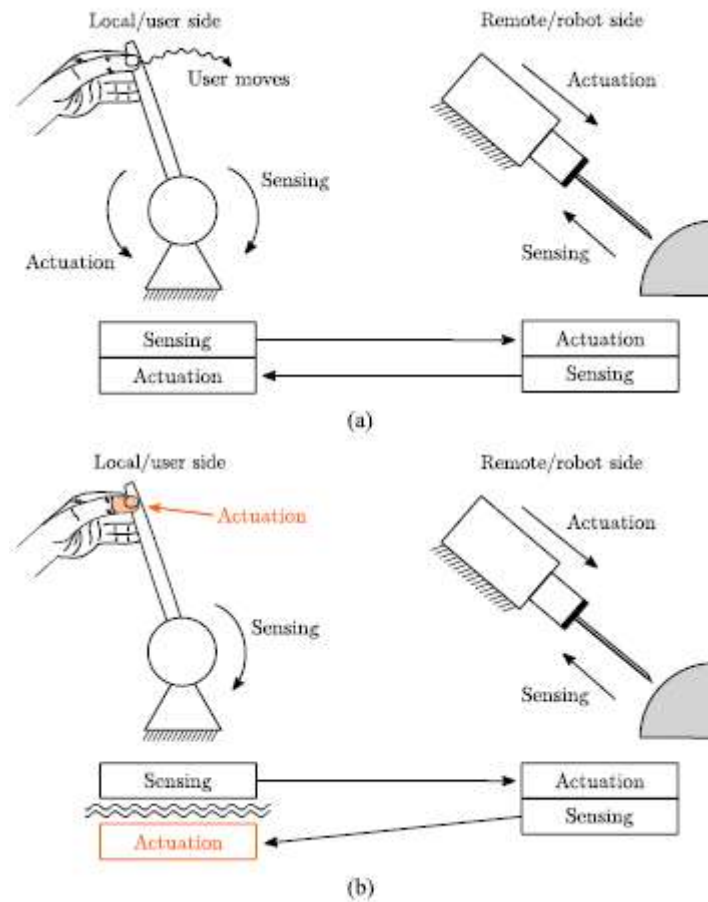 Local/user side
Remote/robot side
User moves
Actuation
Sensing
Actuation
Sensing
Sensing
Actuation
Actuation
Sensing
(a)
Local/user side
Remote/robot side
Actuation
Actuation
Sensing
Sensing
Sensing
Actuation
Sensing
Actuation
(b)